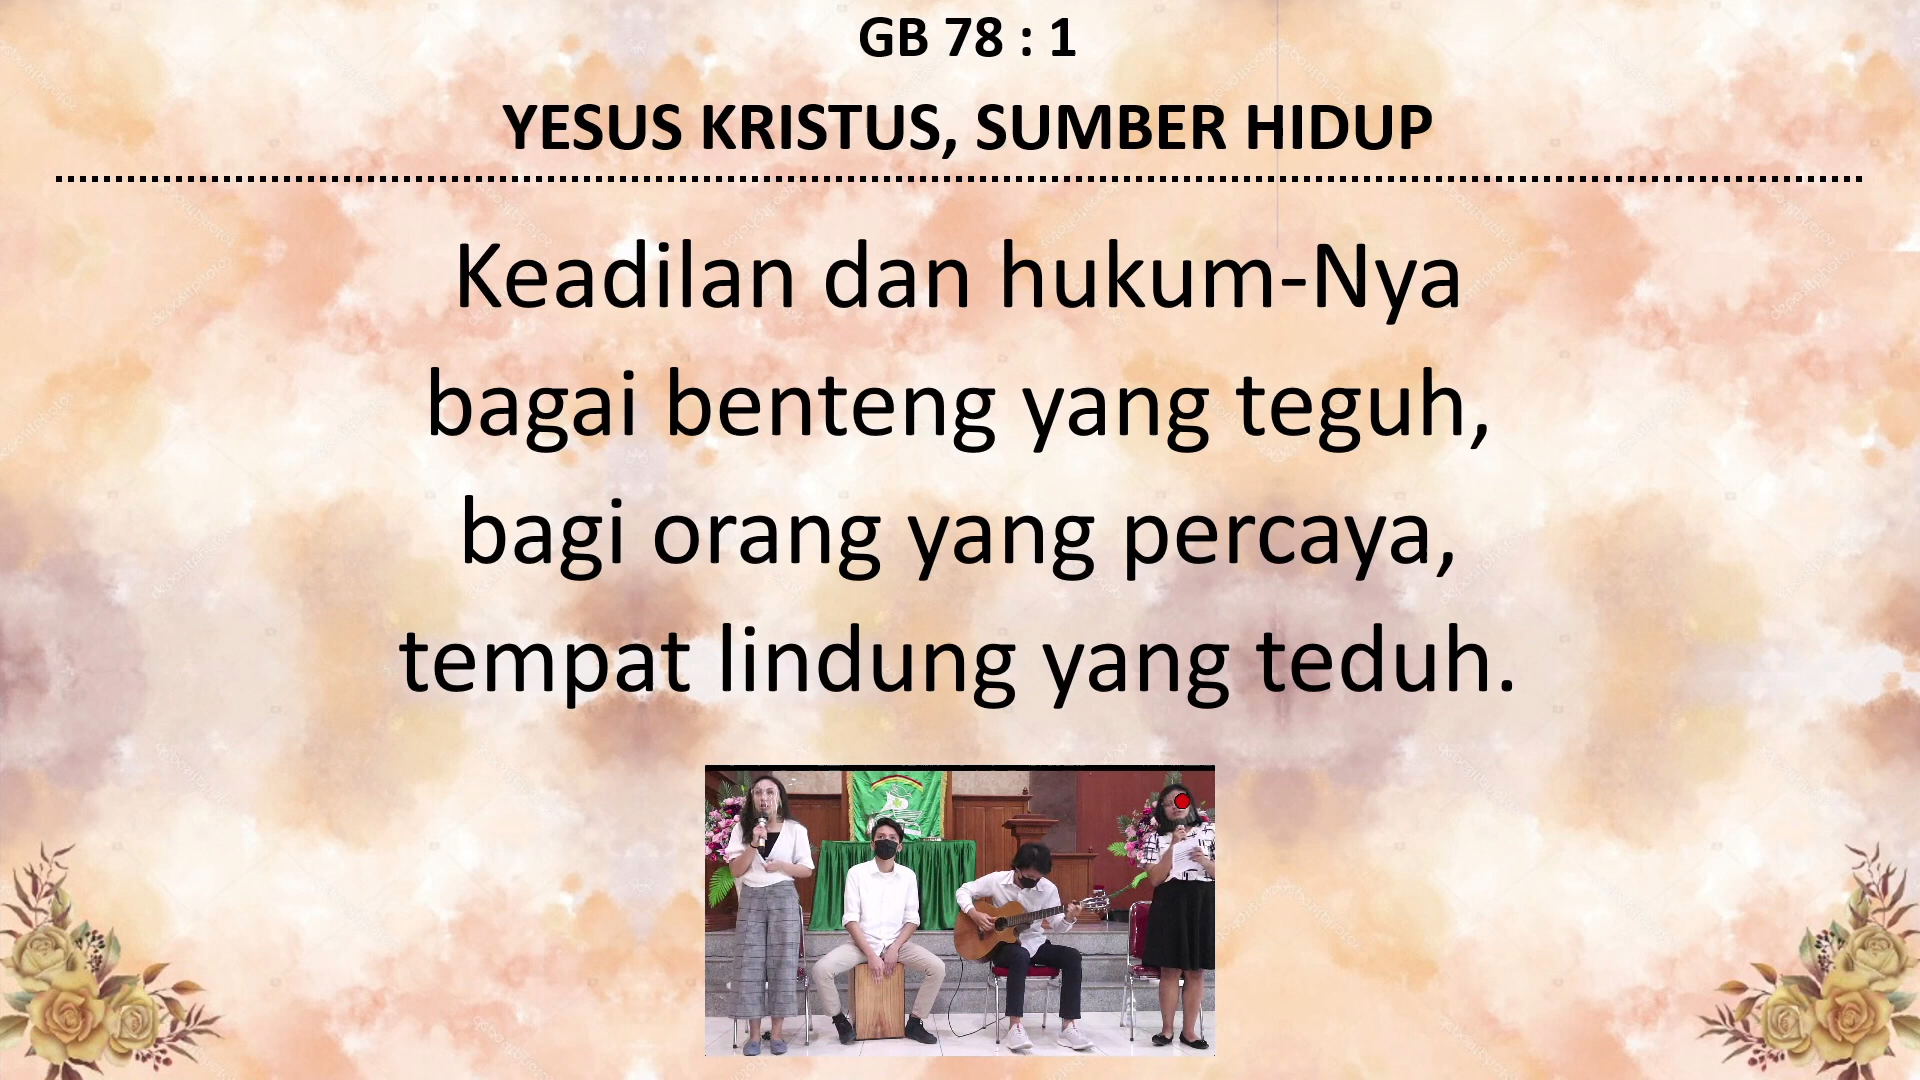 GB 78 : 1
YESUS KRISTUS, SUMBER HIDUP
Keadilan dan hukum-Nya
bagai benteng yang teguh,
bagi orang yang percaya,
tempat lindung yang teduh.